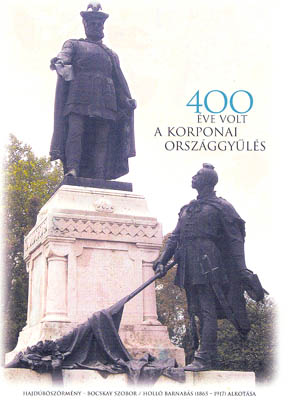 400
ÉVE VOLT
A KORPONAI
ORSZÁGGYŰLÉS
HAJDÚBÖSZÖRMÉNY - BOCSKAY SZOBOR / HOLLÓ BARNABÁS (1865 - 1917) ALKOTÁSA